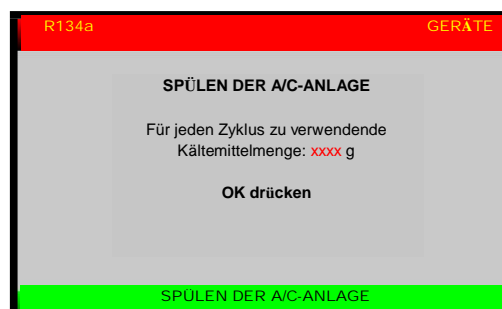 R134a GERÄTE
SPÜLEN DER A/C-ANLAGE
Für jeden Zyklus zu verwendende
Kältemittelmenge: xxxx g
OK drücken
SPÜLEN DER A/C-ANLAGE